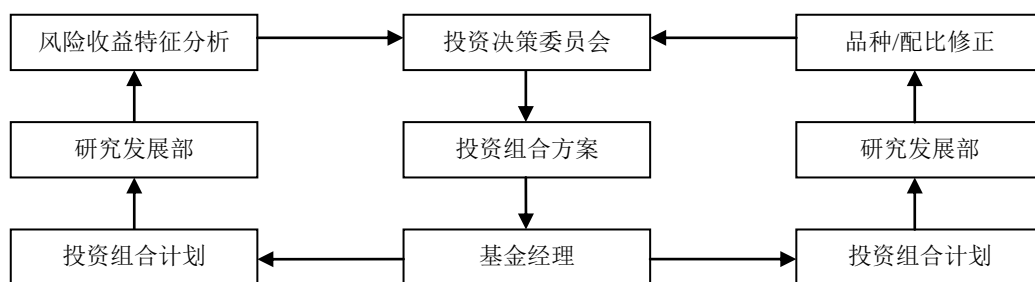 风险收益特征分析
投资决策委员会
品种/配比修正
研究发展部
投资组合方案
研究发展部
投资组合计划
基金经理
投资组合计划